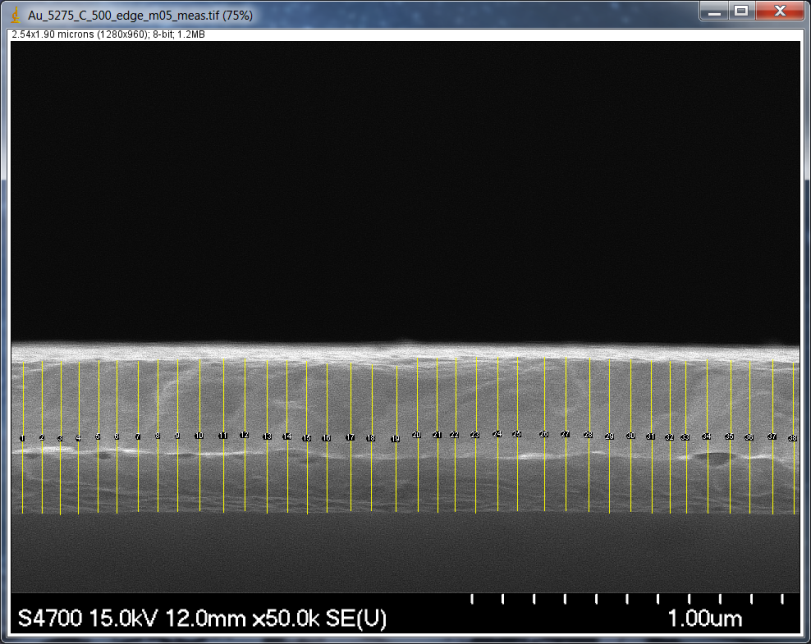 Au_5275_C_500_edge_m05_meas.tif (75%)
2.54x1.90 microns (1280x960); 8-bit; 1.2MB
1 2 3 4 5 6 7 8 9 10 11 12 13 14 15 16 17 18 19 20 21 22 23 24 25 26 27 28 29 30 31 32 33 34 35 36 37 38
S4700 15.0kV 12.0mm x50.0k SE(U) 1.00um